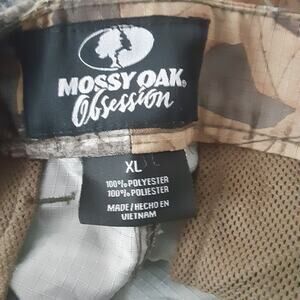 MOSSY OAK®
Obsession
XL
100% POLYESTER
100% POLIESTER
MADE / HECHO EN
VIETNAM